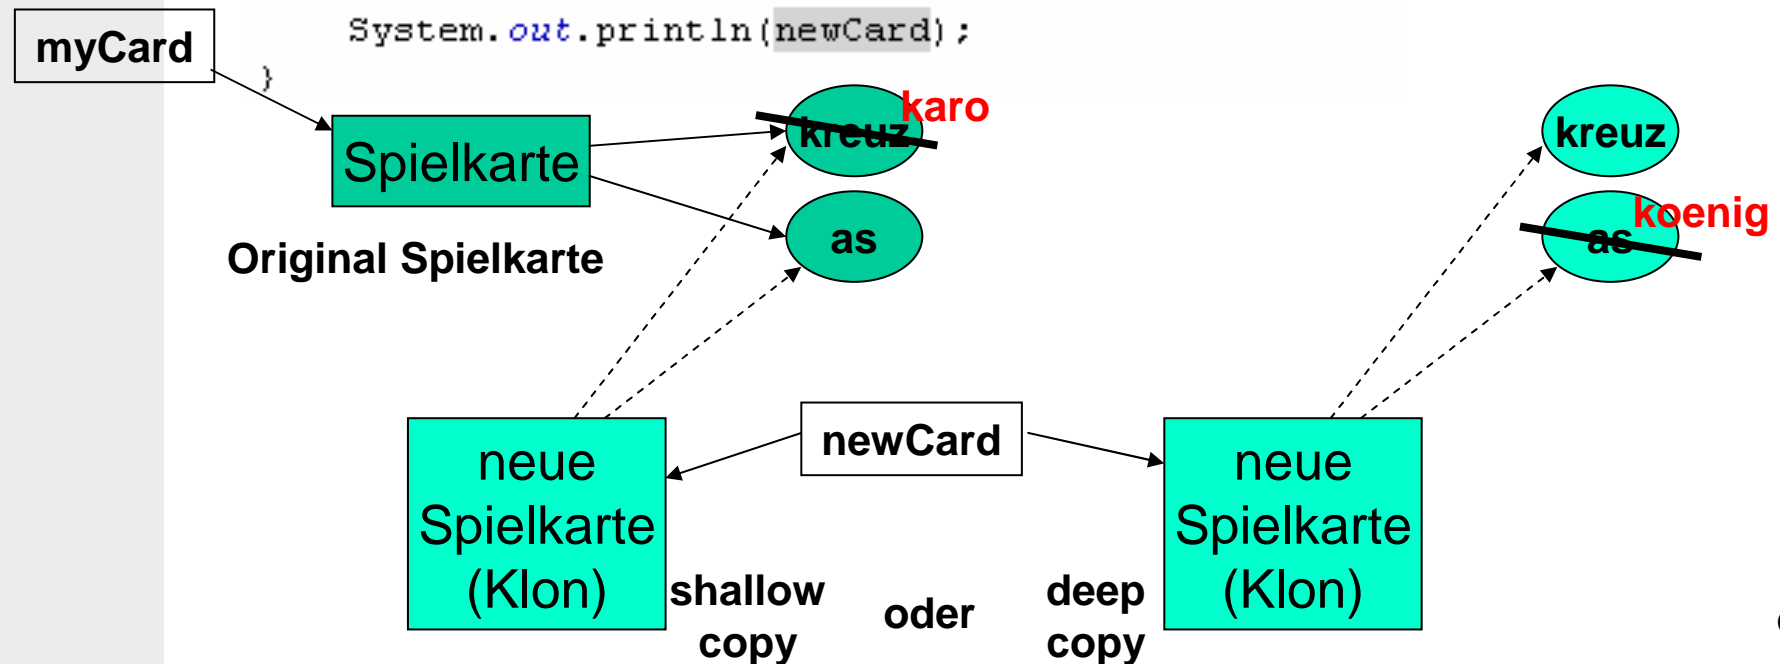 System.out.println(newCard);
}
myCard
Spielkarte
kreuz
karo
as
Original Spielkarte
kreuz
as
koenig
newCard
neue
Spielkarte
(Klon)
shallow
copy
oder
deep
copy
neue
Spielkarte
(Klon)